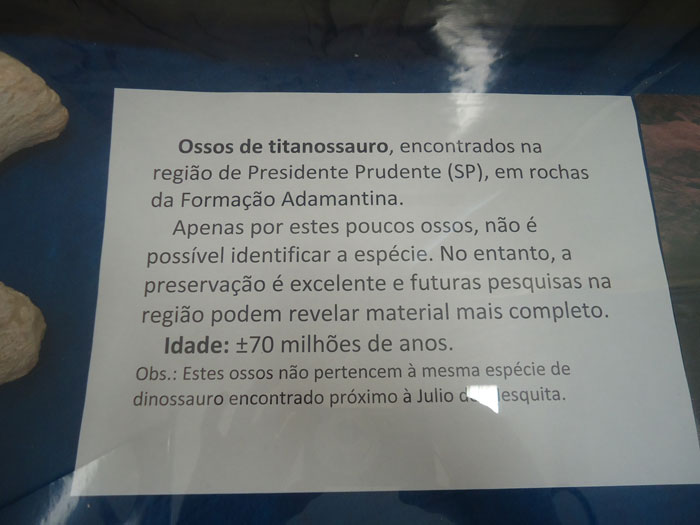 Ossos de titanossauro, encontrados na
região de Presidente Prudente (SP), em rochas
da Formação Adamantina.
Apenas por estes poucos ossos, não é
possível identificar a espécie. No entanto, a
preservação é excelente e futuras pesquisas na
região podem revelar material mais completo.
Idade: ±70 milhões de anos.
Obs.: Estes ossos não pertencem à mesma espécie de
dinossauro encontrado próximo à Julio de Mesquita.